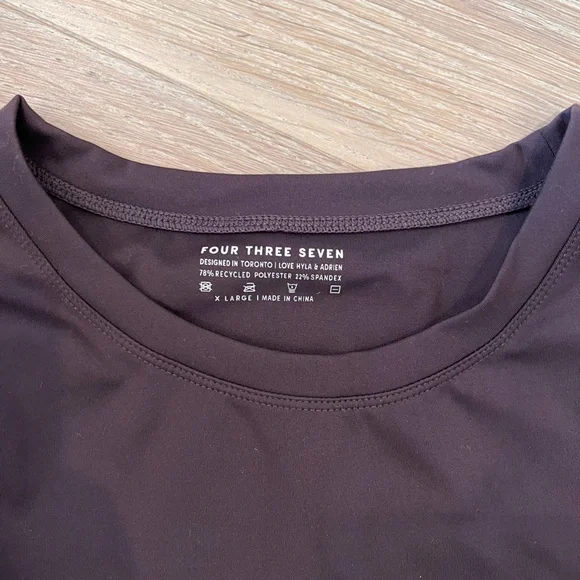 FOUR THREE SEVEN
DESIGNED IN TORONTO | LOVE HYLA & ADRIEN
78% RECYCLED POLYESTER 22% SPANDEX
X LARGE | MADE IN CHINA